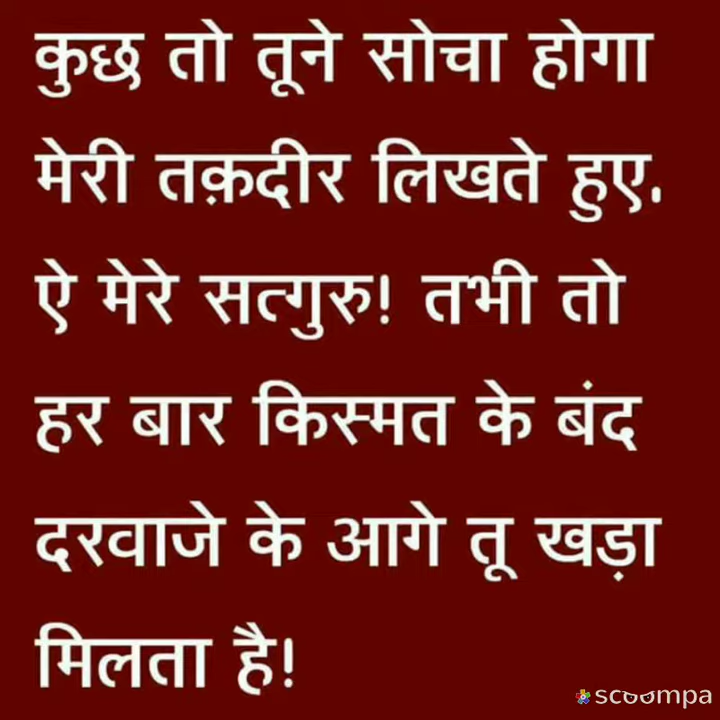 कुछ तो तूने सोचा होगा
मेरी तक़दीर लिखते हुए.
ऐ मेरे सत्गुरु! तभी तो
हर बार किस्मत के बंद
दरवाजे के आगे तू खड़ा
मिलता है!
scoompa